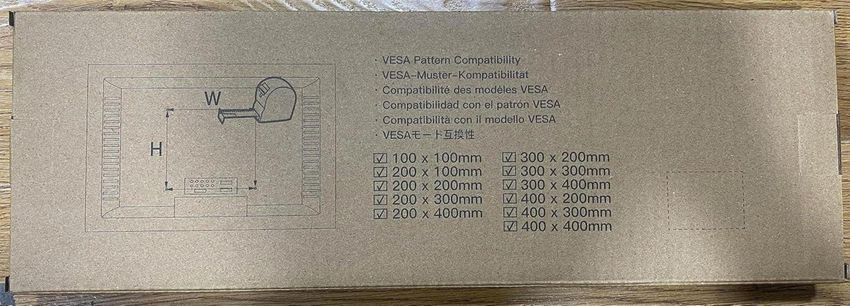 · VESA Pattern Compatibility
· VESA-Muster-Kompatibilitat
· Compatibilité des modèles VESA
· Compatibilidad con el patrón VESA
· Compatibilità con il modello VESA
· VESAモード互換性
W
H
100 x 100mm
200 x 100mm
200 x 200mm
200 x 300mm
200 x 400mm
300 x 200mm
300 x 300mm
300 x 400mm
400 x 200mm
400 x 300mm
400 x 400mm